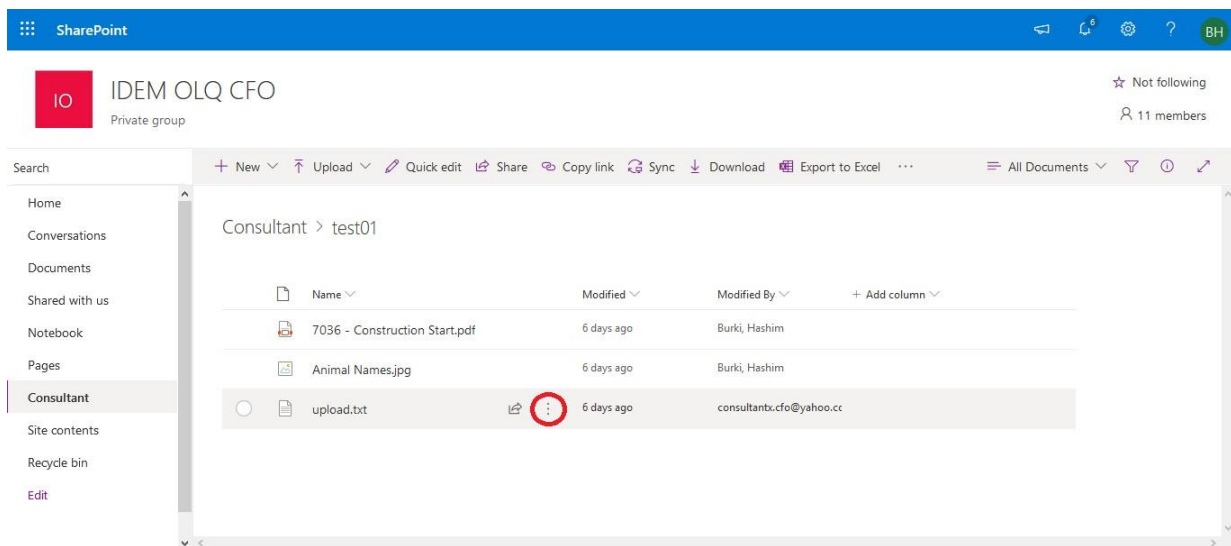 SharePoint 6 ? BH
IO IDEM OLQ CFO Not following
Private group 11 members
Search + New Upload Quick edit Share Copy link Sync Download Export to Excel ··· All Documents
Home
Conversations Consultant > test01
Documents
Shared with us Name Modified Modified By + Add column
Notebook 7036 - Construction Start.pdf 6 days ago Burki, Hashim
Pages Animal Names.jpg 6 days ago Burki, Hashim
Consultant upload.txt 6 days ago consultantx.cfo@yahoo.cc
Site contents
Recycle bin
Edit